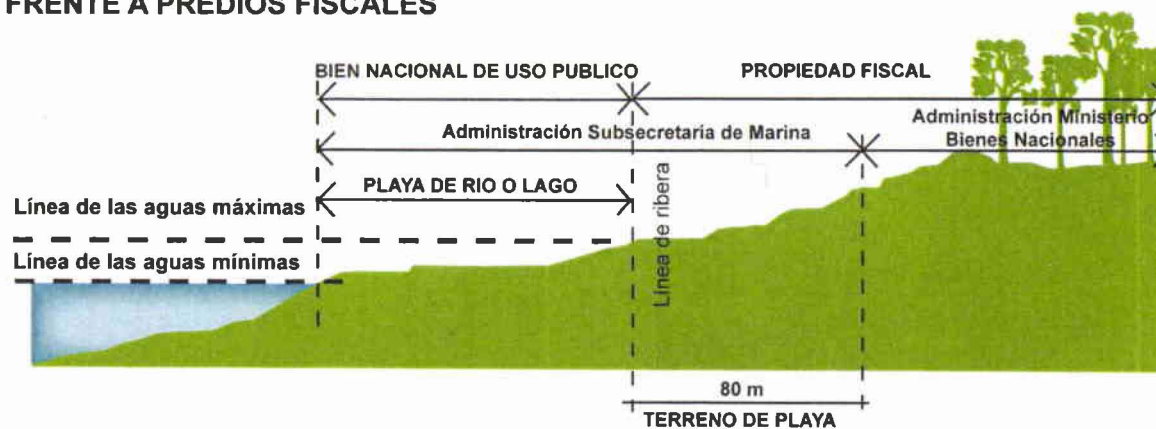 FRENTE A PREDIOS FISCALES
BIEN NACIONAL DE USO PUBLICO
PROPIEDAD FISCAL
Administración Subsecretaría de Marina
Administración Ministerio
Bienes Nacionales
PLAYA DE RIO O LAGO
Línea de las aguas máximas
Línea de las aguas mínimas
Línea de ribera
80 m
TERRENO DE PLAYA